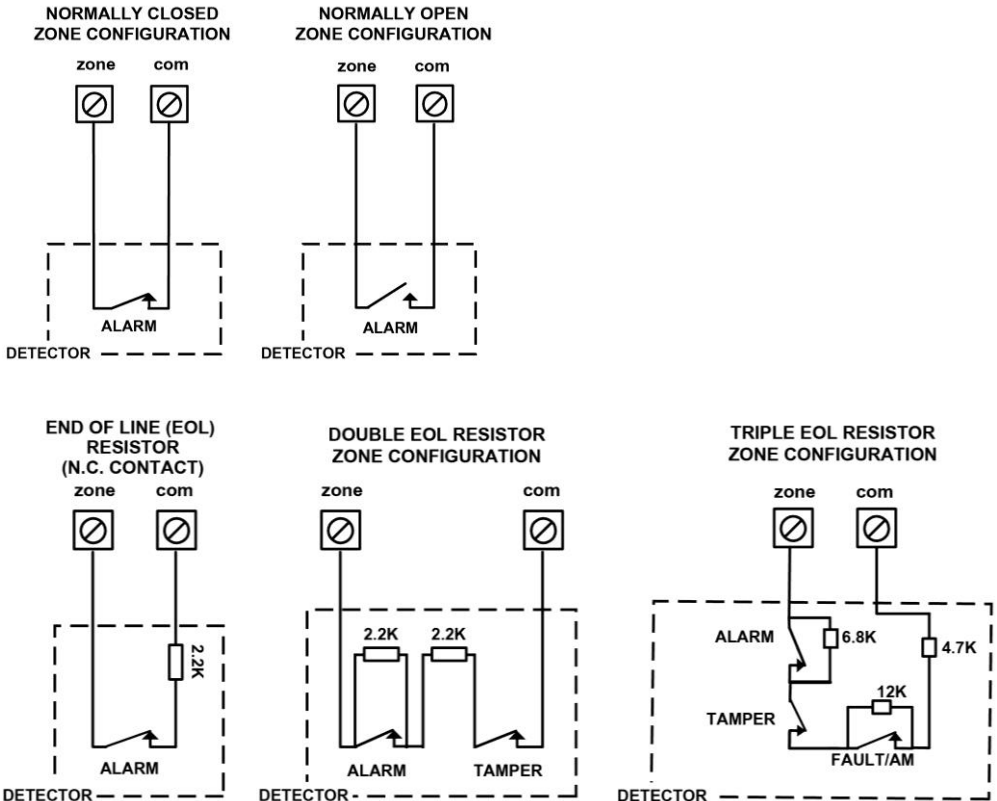 NORMALLY CLOSED
ZONE CONFIGURATION
zone com
ALARM
DETECTOR
NORMALLY OPEN
ZONE CONFIGURATION
zone com
ALARM
DETECTOR
END OF LINE (EOL)
RESISTOR
(N.C. CONTACT)
zone com
2.2K
ALARM
DETECTOR
DOUBLE EOL RESISTOR
ZONE CONFIGURATION
zone com
2.2K 2.2K
ALARM TAMPER
DETECTOR
TRIPLE EOL RESISTOR
ZONE CONFIGURATION
zone com
ALARM 6.8K 4.7K
12K
TAMPER
FAULT/AM
DETECTOR